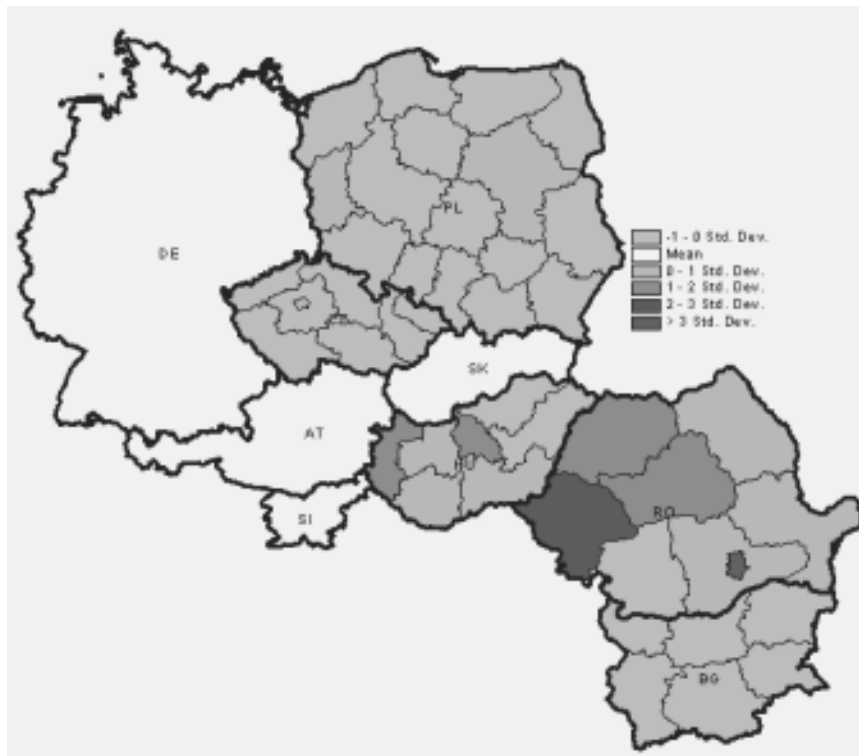 DE
PL
-1 - 0 Std. Dev.
Mean
0 - 1 Std. Dev.
1 - 2 Std. Dev.
2 - 3 Std. Dev.
> 3 Std. Dev.
SK
AT
SI
RO
BG